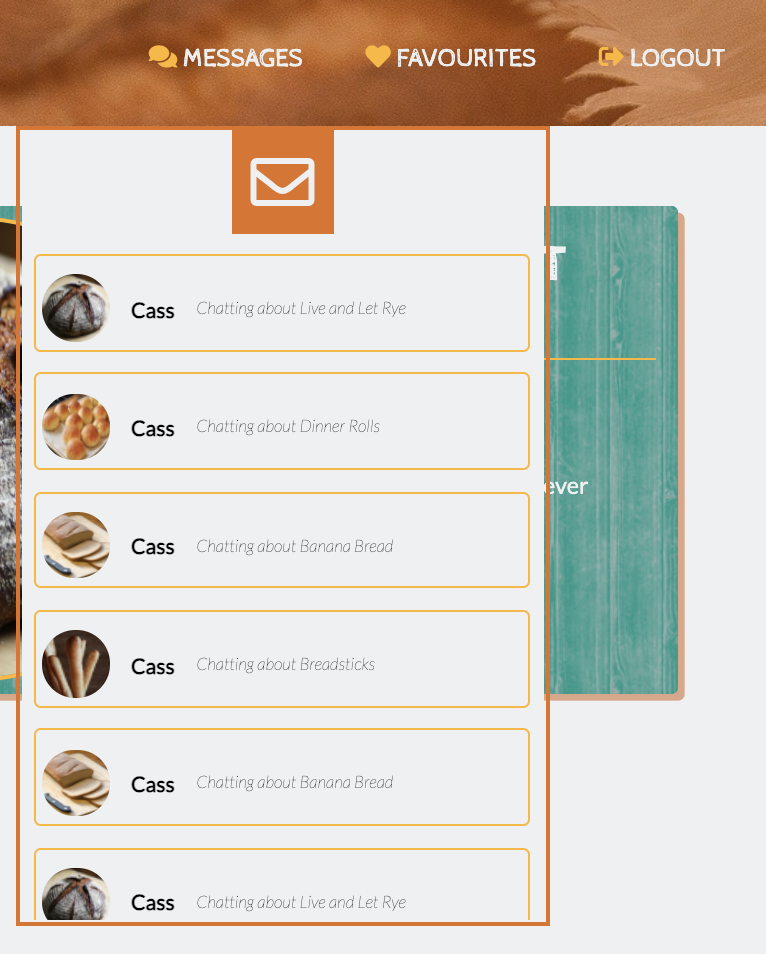 MESSAGES FAVOURITES LOGOUT
T
Cass Chatting about Live and Let Rye
Cass Chatting about Dinner Rolls
ever
Cass Chatting about Banana Bread
Cass Chatting about Breadsticks
Cass Chatting about Banana Bread
Cass Chatting about Live and Let Rye